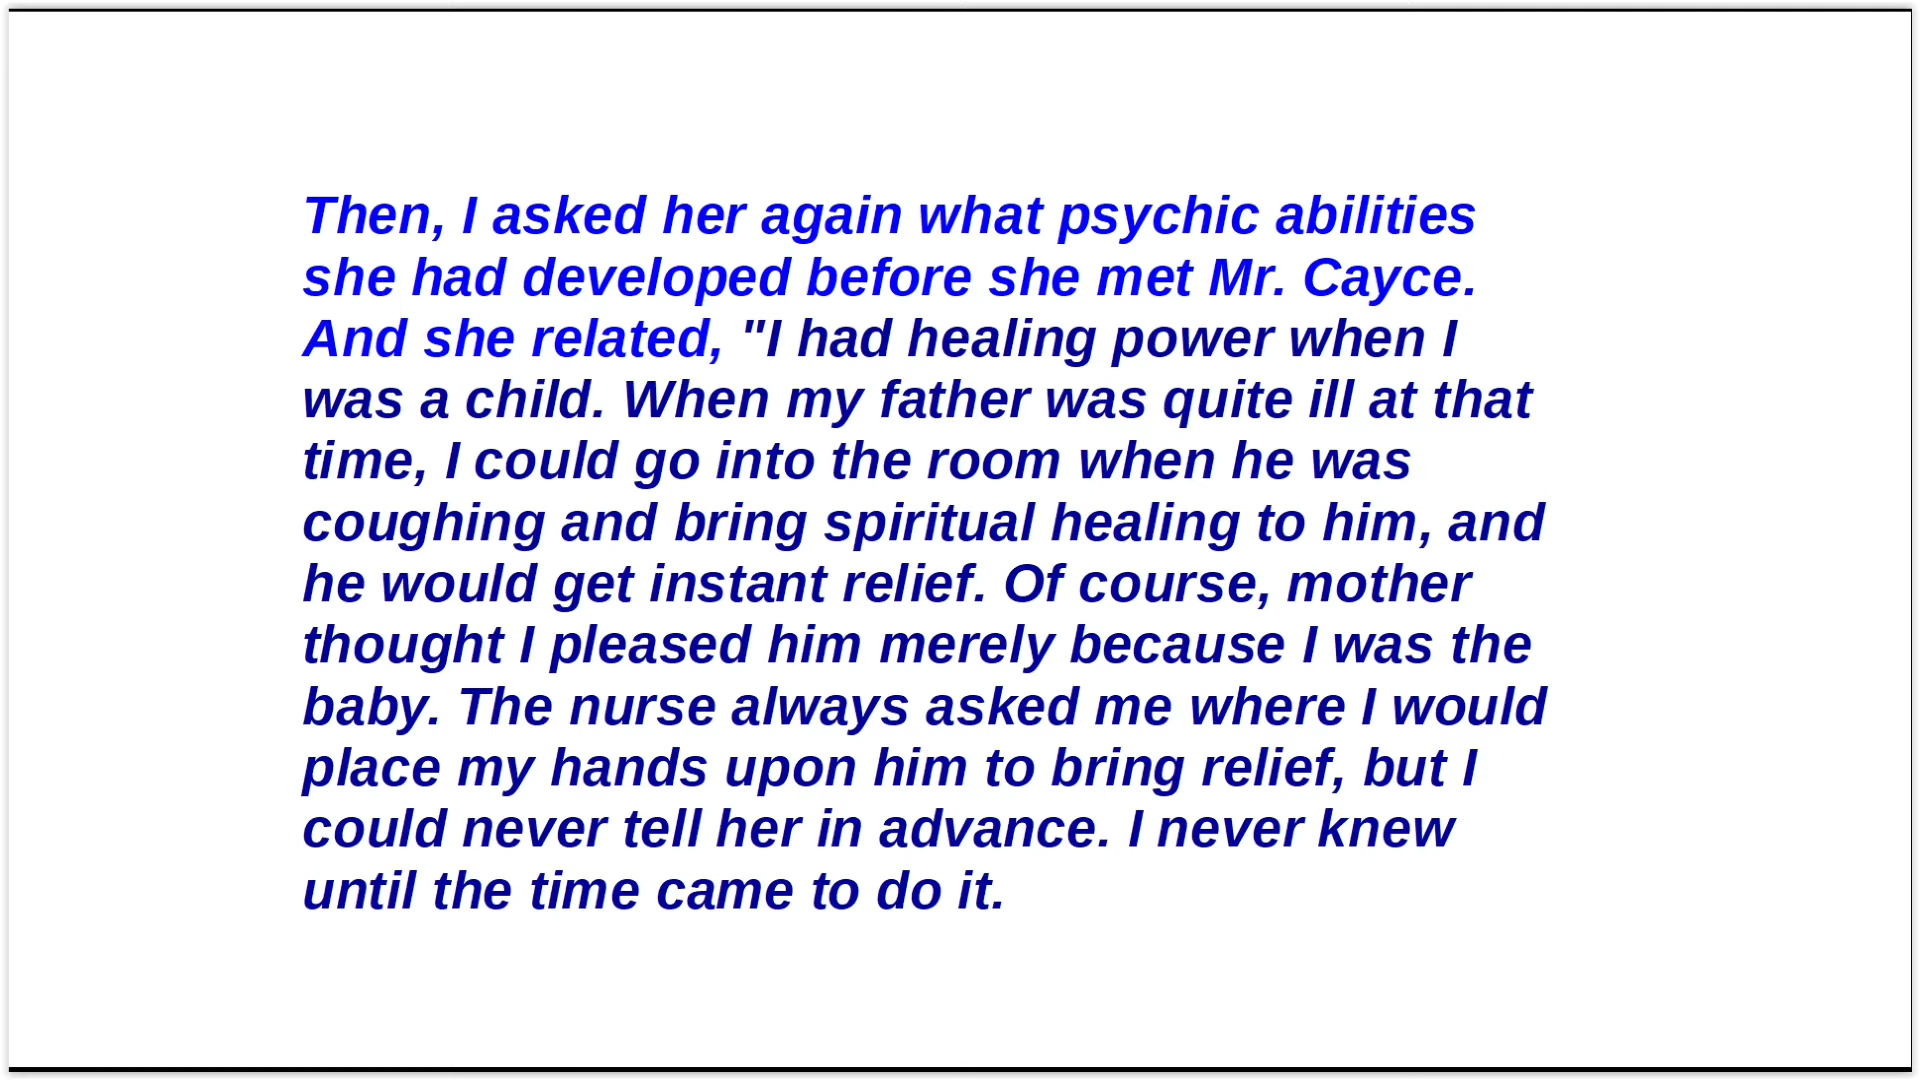 Then, I asked her again what psychic abilities
she had developed before she met Mr. Cayce.
And she related, "I had healing power when I
was a child. When my father was quite ill at that
time, I could go into the room when he was
coughing and bring spiritual healing to him, and
he would get instant relief. Of course, mother
thought I pleased him merely because I was the
baby. The nurse always asked me where I would
place my hands upon him to bring relief, but I
could never tell her in advance. I never knew
until the time came to do it.